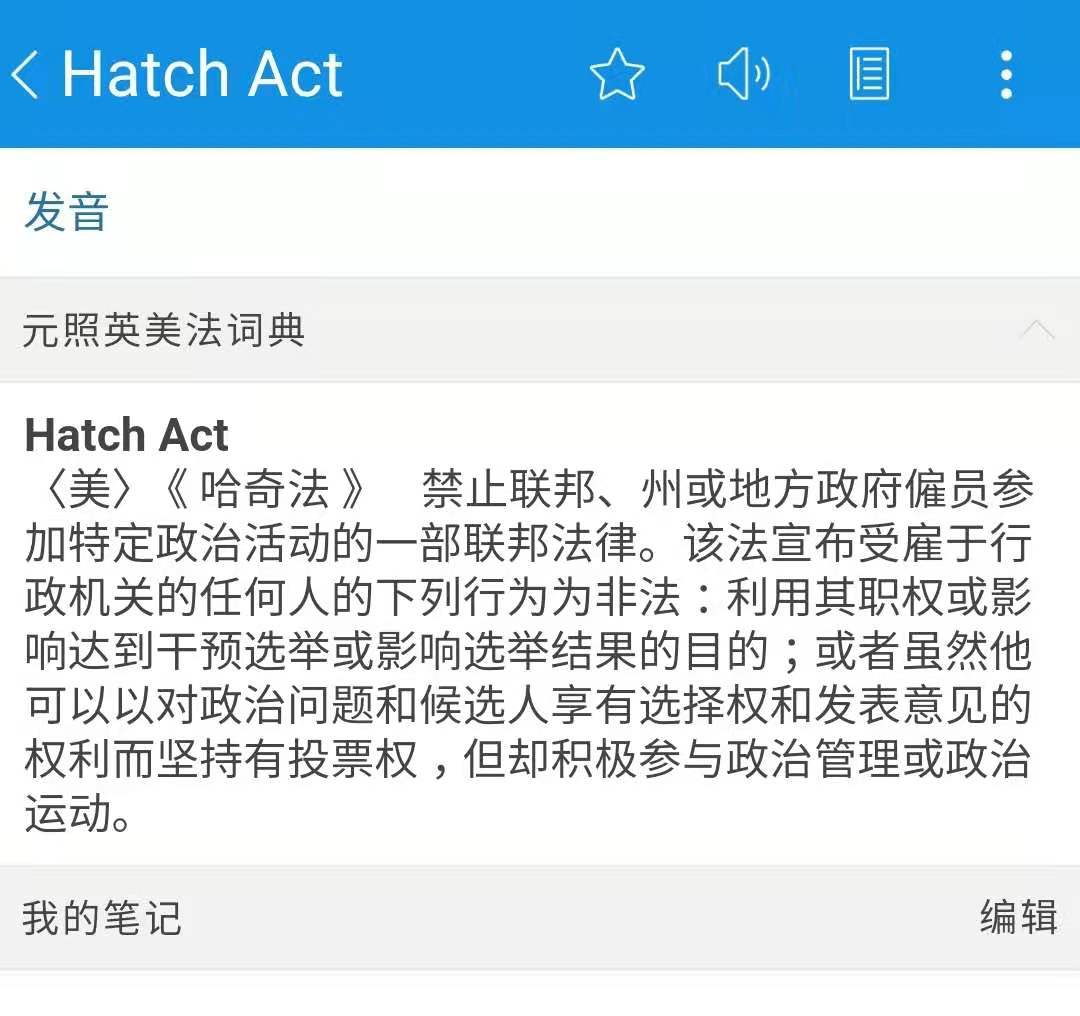 Hatch Act
发音
元照英美法词典
Hatch Act
〈美〉《 哈奇法 》 禁止联邦、州或地方政府僱员参
加特定政治活动的一部联邦法律。该法宣布受雇于行
政机关的任何人的下列行为为非法：利用其职权或影
响达到干预选举或影响选举结果的目的；或者虽然他
可以以对政治问题和候选人享有选择权和发表意见的
权利而坚持有投票权，但却积极参与政治管理或政治
运动。
我的笔记 编辑